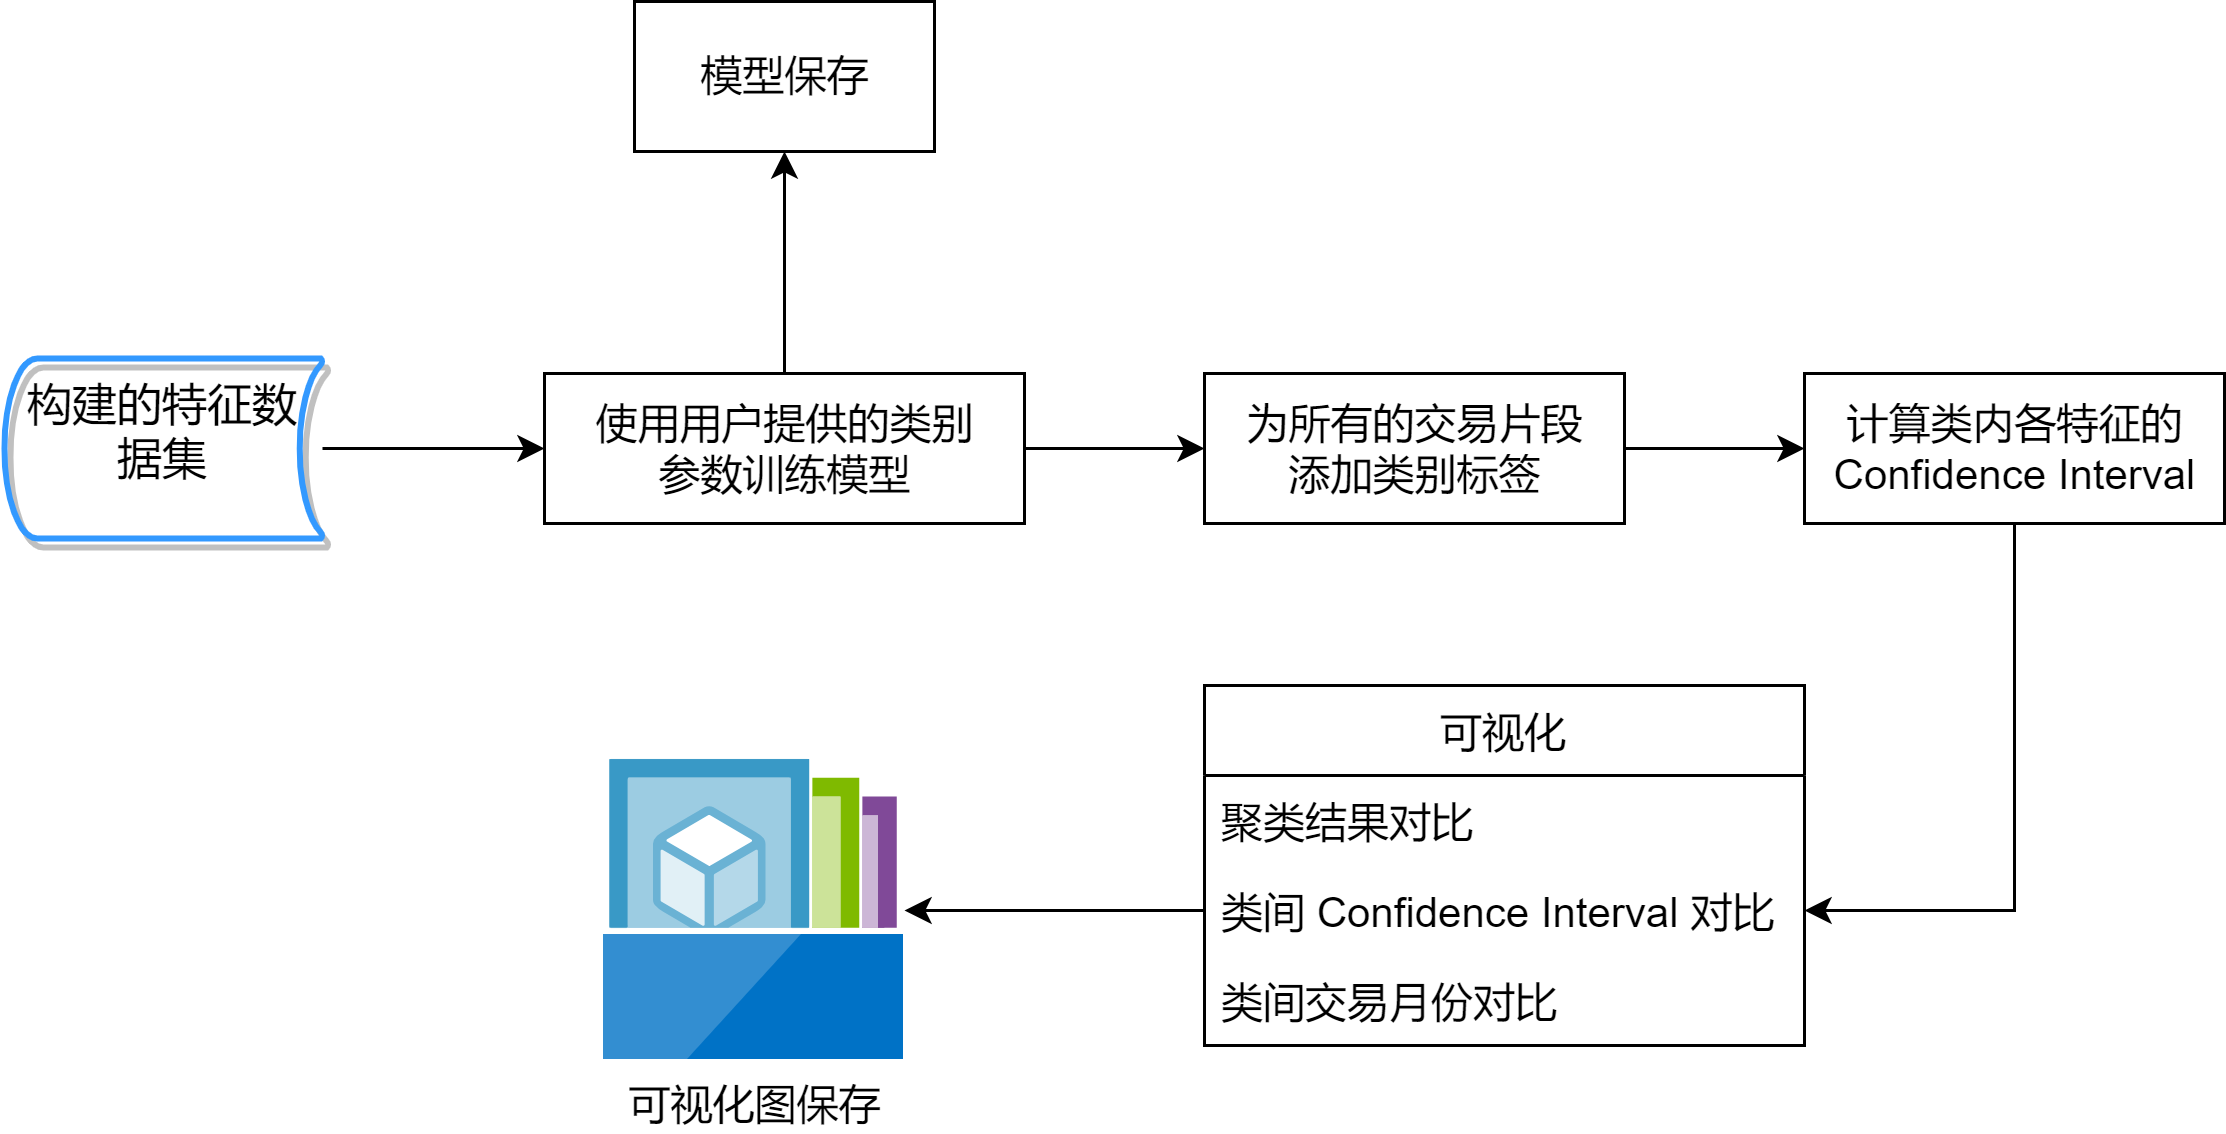 模型保存
构建的特征数
据集
使用用户提供的类别
参数训练模型
为所有的交易片段
添加类别标签
计算类内各特征的
Confidence Interval
可视化
聚类结果对比
类间 Confidence Interval 对比
类间交易月份对比
可视化图保存